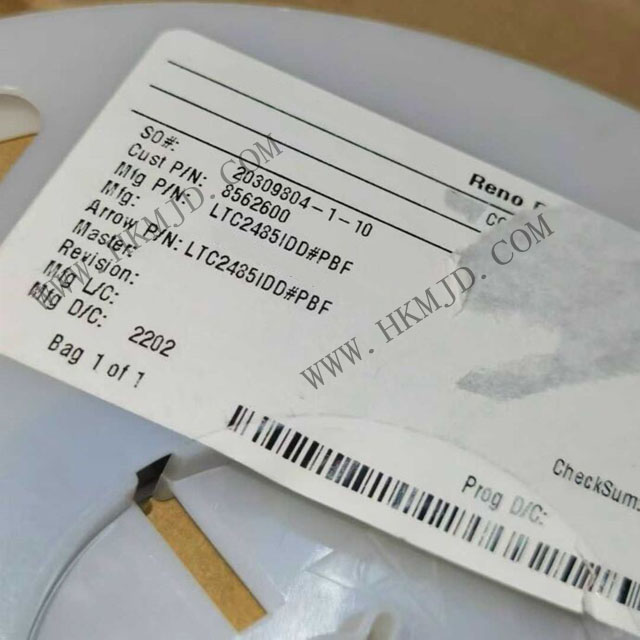 Reno
CC
SO#: 20309804-1-10
Cust P/N: 8562600
Mfg P/N: LTC2485IDD#PBF
Mfg:
Arrow P/N: LTC2485IDD#PBF
Master:
Revision:
Mfg L/C:
Mfg D/C: 2202
Bag 1 of 1
CheckSum:
Prog D/C:
WWW.HKMJD.COM
WWW.HKMJD.COM